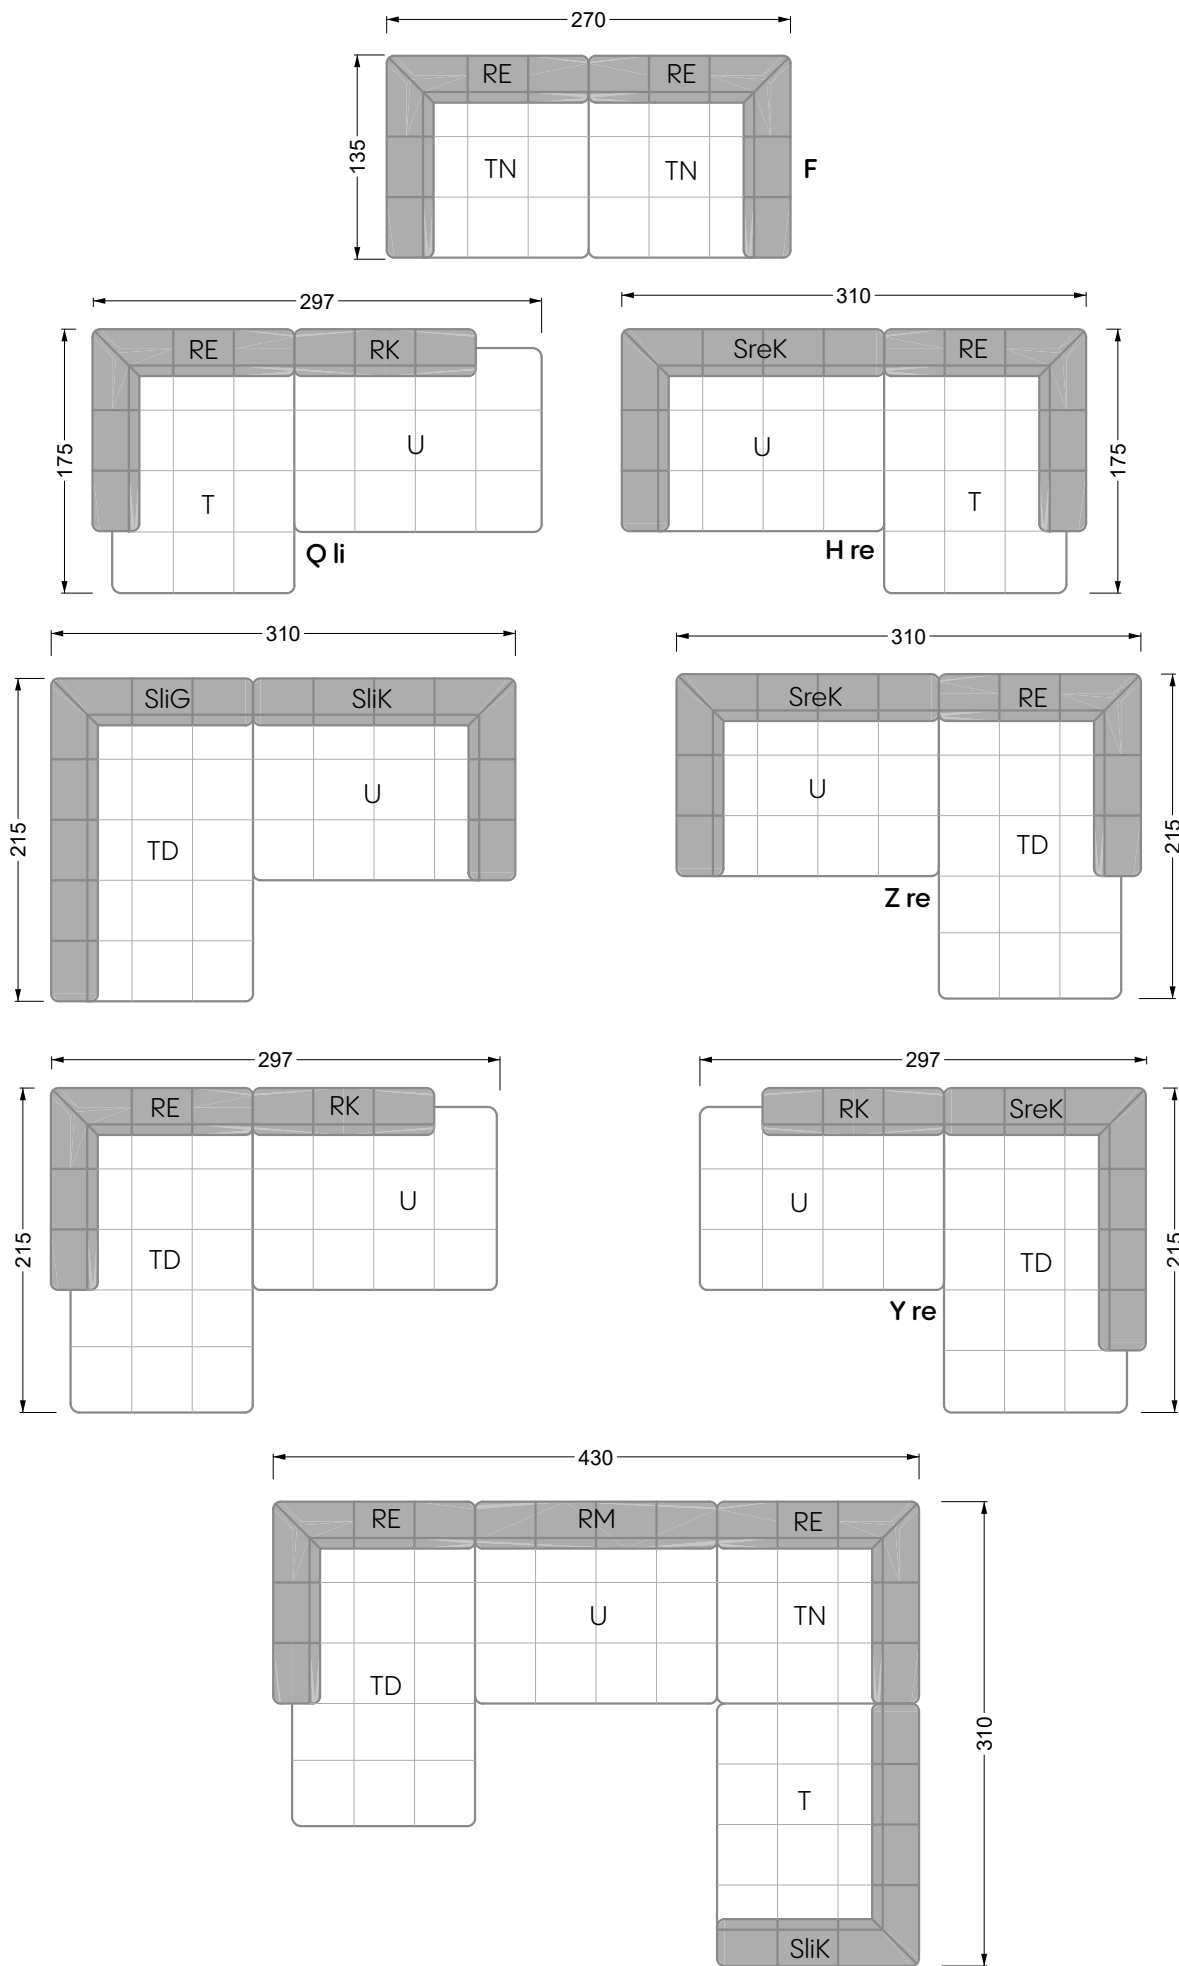 270
RE RE
135
TN TN F
297 310
RE RK SreK RE
175 U U 175
T T
Q li H re
310 310
SliG SliK SreK RE
U U
215 TD TD 215
Z re
297 297
RE RK RK SreK
U U
215 TD TD 215
Y re
430
RE RM RE
U TN
TD
310
T
SliK